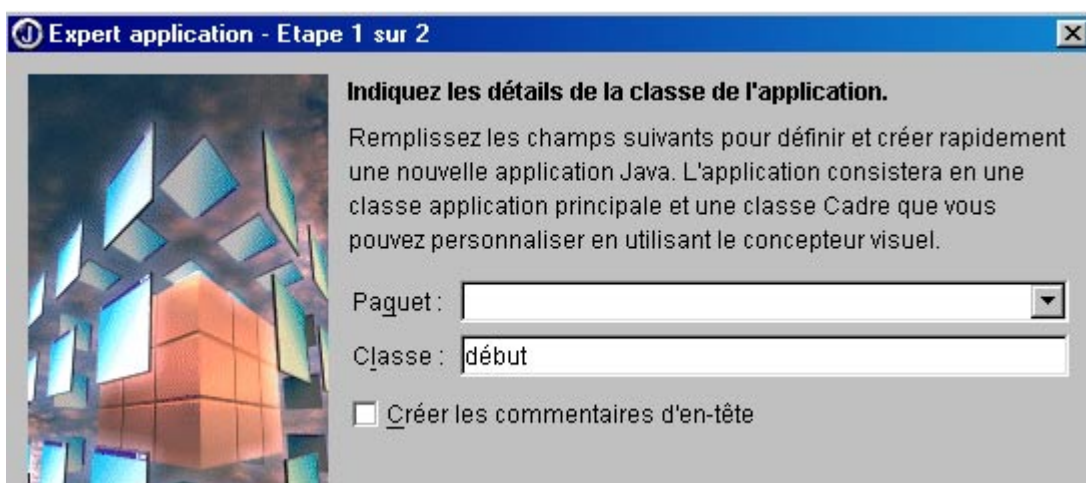 Expert application - Etape 1 sur 2
Indiquez les détails de la classe de l'application.
Remplissez les champs suivants pour définir et créer rapidement
une nouvelle application Java. L'application consistera en une
classe application principale et une classe Cadre que vous
pouvez personnaliser en utilisant le concepteur visuel.
Paquet :
Classe : début
Créer les commentaires d'en-tête